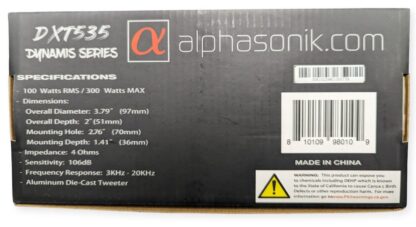 DXT535
DYNAMIS SERIES
α alphasonik.com
SPECIFICATIONS
- 100 Watts RMS / 300 Watts MAX
- Dimensions:
Overall Diameter: 3.79" (97mm)
Overall Depth: 2" (51mm)
Mounting Hole: 2.76" (70mm)
Mounting Depth: 1.41" (36mm)
- Impedance: 4 Ohms
- Sensitivity: 106dB
- Frequency Response: 3KHz - 20KHz
- Aluminum Die-Cast Tweeter
8 10109 98010 9
MADE IN CHINA
WARNING: This product can expose you
to chemicals including DEHP which is known to
the State of California to cause Cancer, Birth
Defects or other reproductive harm. For more
information go